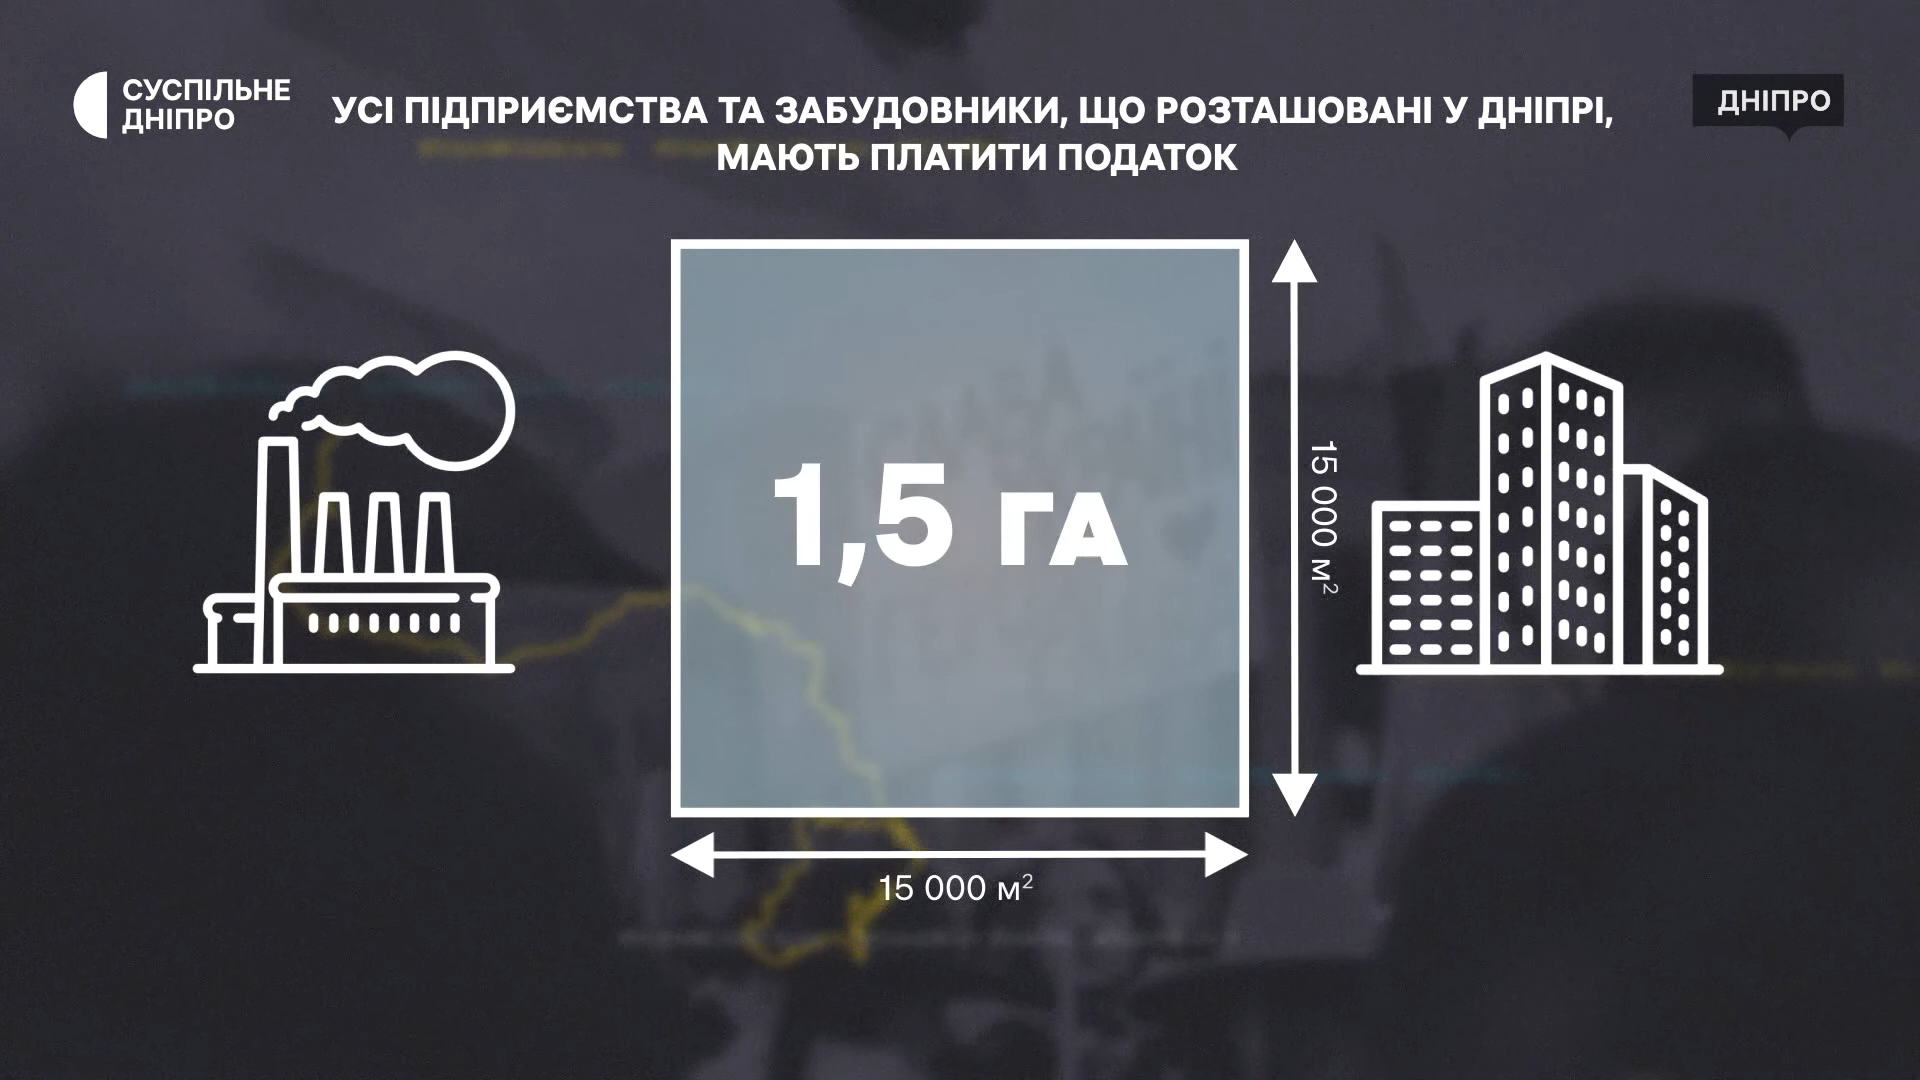 СУСПІЛЬНЕ
ДНІПРО
УСІ ПІДПРИЄМСТВА ТА ЗАБУДОВНИКИ, ЩО РОЗТАШОВАНІ У ДНІПРІ,
МАЮТЬ ПЛАТИТИ ПОДАТОК
ДНІПРО
1,5 ГА
15 000 м²
15 000 м²